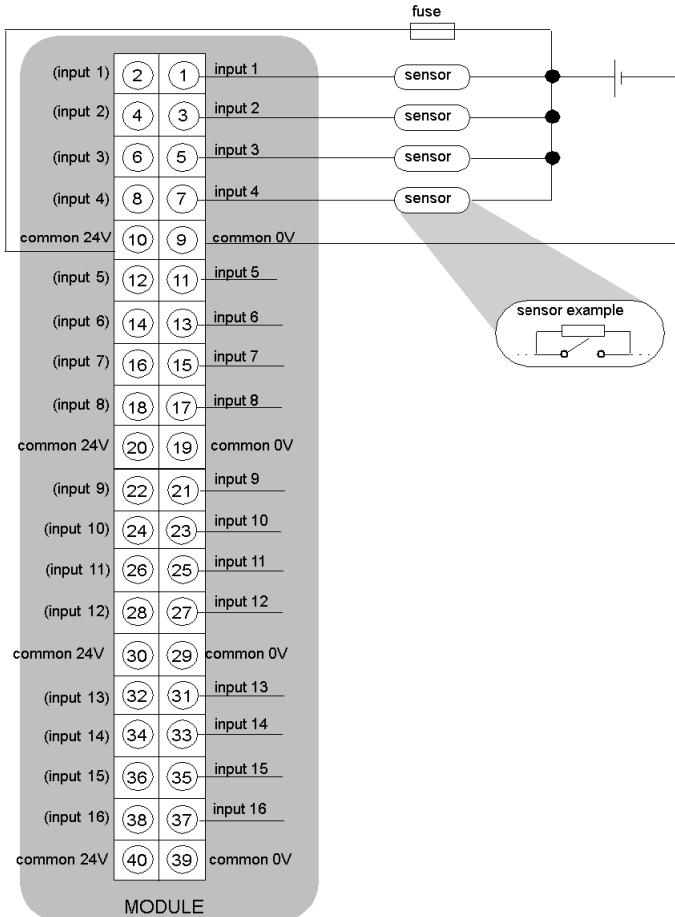 fuse
(input 1) 2 1 input 1 sensor
(input 2) 4 3 input 2 sensor
(input 3) 6 5 input 3 sensor
(input 4) 8 7 input 4 sensor
common 24V 10 9 common 0V
(input 5) 12 11 input 5
sensor example
(input 6) 14 13 input 6
(input 7) 16 15 input 7
(input 8) 18 17 input 8
common 24V 20 19 common 0V
(input 9) 22 21 input 9
(input 10) 24 23 input 10
(input 11) 26 25 input 11
(input 12) 28 27 input 12
common 24V 30 29 common 0V
(input 13) 32 31 input 13
(input 14) 34 33 input 14
(input 15) 36 35 input 15
(input 16) 38 37 input 16
common 24V 40 39 common 0V
MODULE